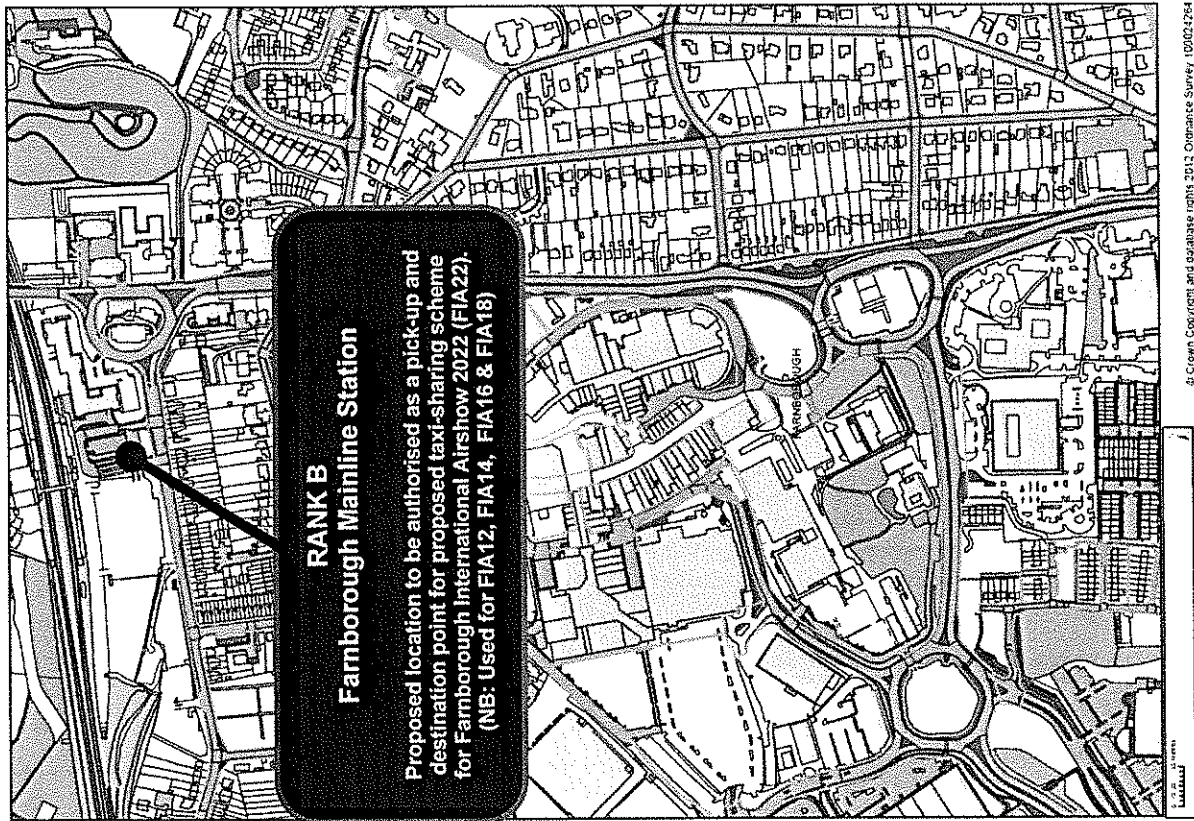 RANK B
Farnborough Mainline Station
Proposed location to be authorised as a pick-up and
destination point for proposed taxi-sharing scheme
for Farnborough International Airshow 2022 (FIA22).
(NB: Used for FIA12, FIA14, FIA16 & FIA18)
FARNBOROUGH
© Crown Copyright and database rights 2012 Ordnance Survey 100024264